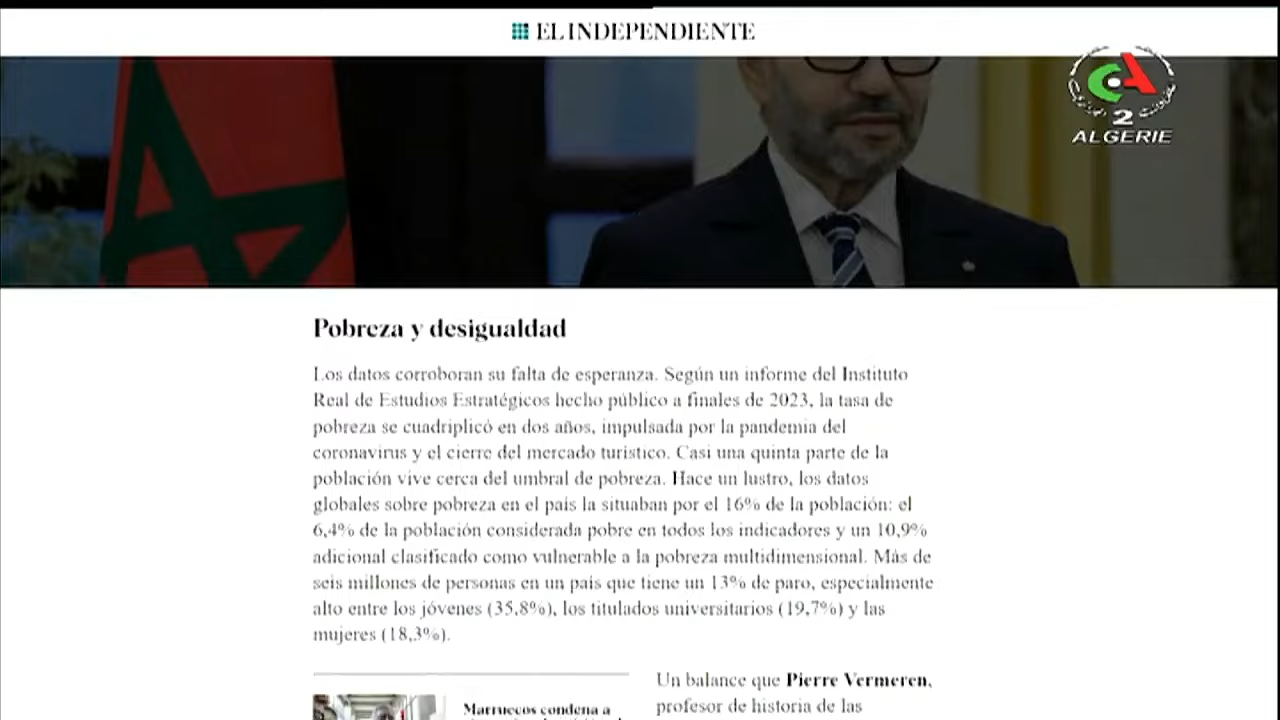 EL INDEPENDIENTE
2
ALGERIE
Pobreza y desigualdad
Los datos corroboran su falta de esperanza. Según un informe del Instituto
Real de Estudios Estratégicos hecho público a finales de 2023, la tasa de
pobreza se cuadriplicó en dos años, impulsada por la pandemia del
coronavirus y el cierre del mercado turístico. Casi una quinta parte de la
población vive cerca del umbral de pobreza. Hace un lustro, los datos
globales sobre pobreza en el país la situaban por el 16% de la población: el
6,4% de la población considerada pobre en todos los indicadores y un 10,9%
adicional clasificado como vulnerable a la pobreza multidimensional. Más de
seis millones de personas en un país que tiene un 13% de paro, especialmente
alto entre los jóvenes (35,8%), los titulados universitarios (19,7%) y las
mujeres (18,3%).
Marruecos condena a
Un balance que Pierre Vermeren,
profesor de historia de las